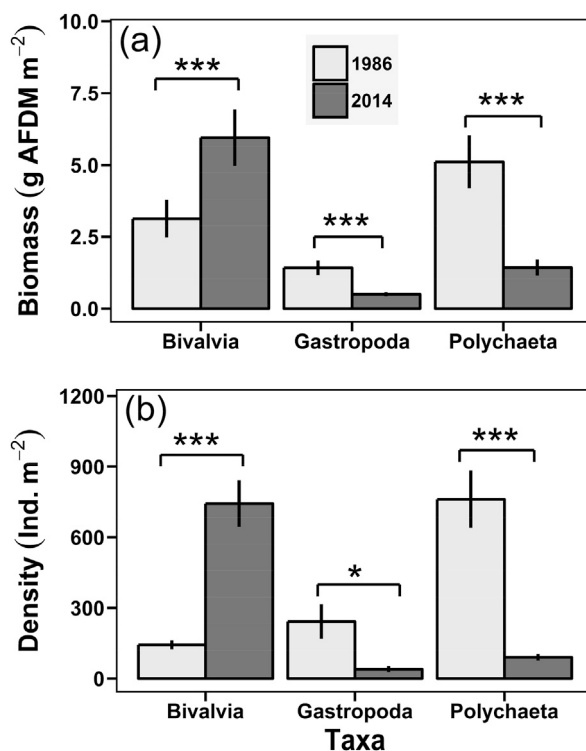 (a)
Biomass (g AFDM m⁻²)
10.0
7.5
5.0
2.5
0.0
1986
2014
***
***
***
Bivalvia Gastropoda Polychaeta
(b)
Density (Ind. m⁻²)
1200
900
600
300
0
***
*
***
Bivalvia Gastropoda Polychaeta
Taxa